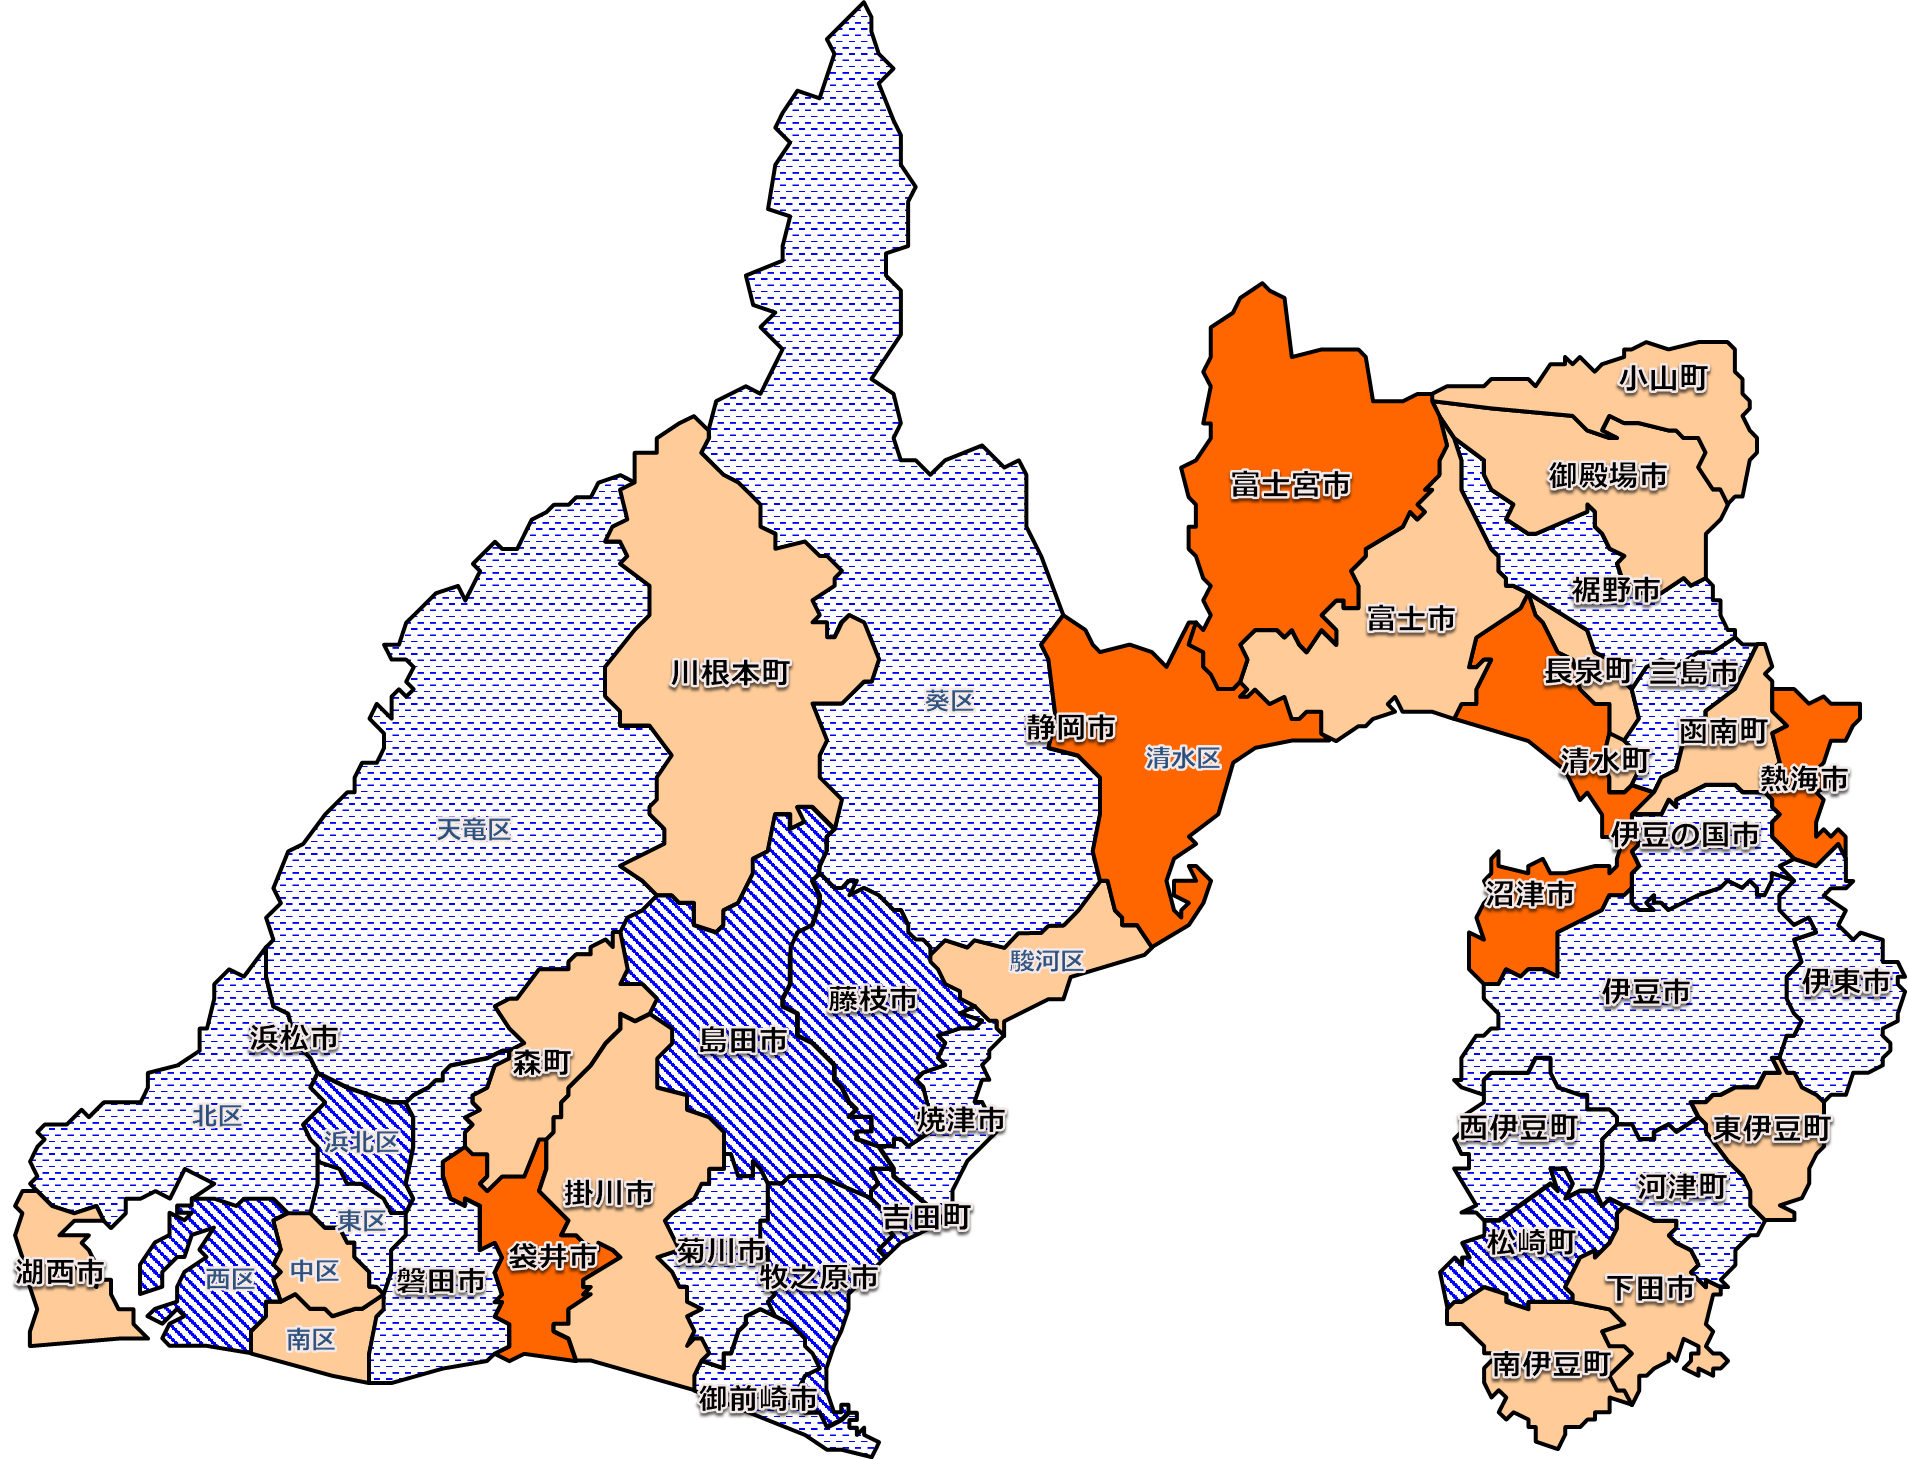 小山町
御殿場市
富士宮市
裾野市
富士市
長泉町
三島市
川根本町
葵区
静岡市
函南町
清水区
清水町
熱海市
天竜区
伊豆の国市
沼津市
駿河区
伊東市
伊豆市
藤枝市
浜松市
島田市
森町
北区
焼津市
西伊豆町
東伊豆町
浜北区
掛川市
河津町
東区
吉田町
松崎町
菊川市
袋井市
湖西市
中区
西区
磐田市
牧之原市
下田市
南区
南伊豆町
御前崎市